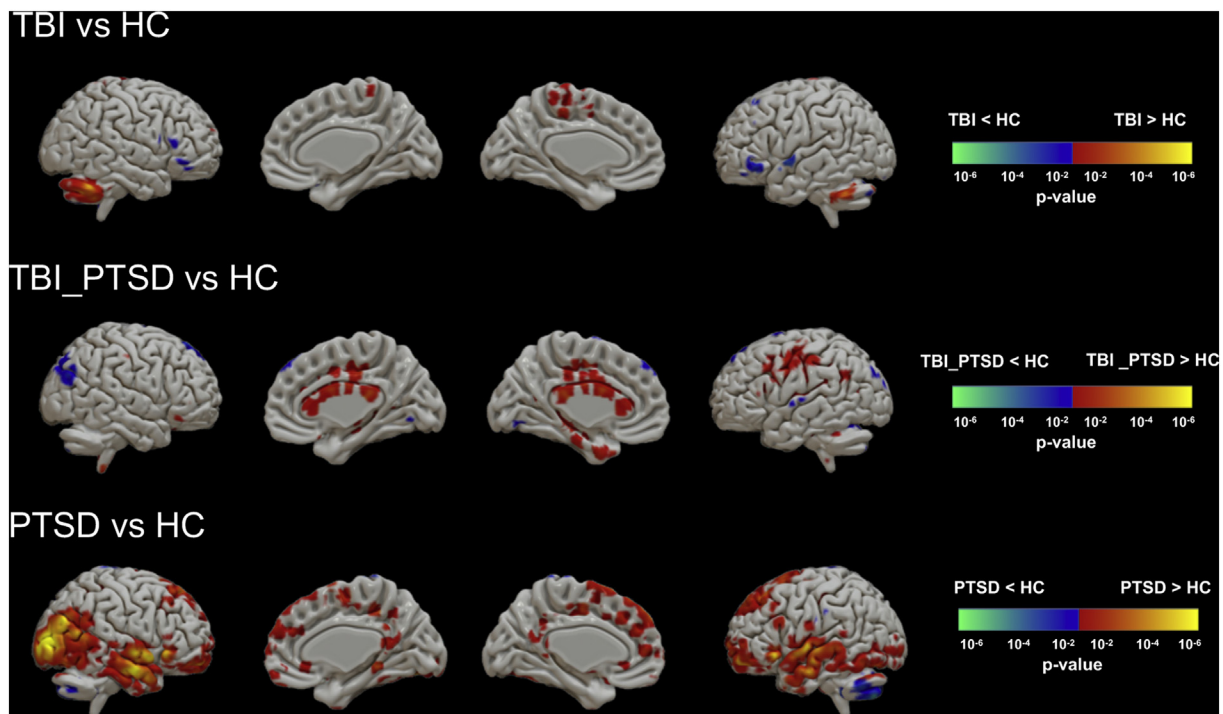 TBI vs HC
TBI < HC TBI > HC
10-6 10-4 10-2 10-2 10-4 10-6
p-value
TBI_PTSD vs HC
TBI_PTSD < HC TBI _PTSD > HC
10-6 10-4 10-2 10-2 10-4 10-6
p-value
PTSD vs HC
PTSD < HC PTSD > HC
10-6 10-4 10-2 10-2 10-4 10-6
p-value